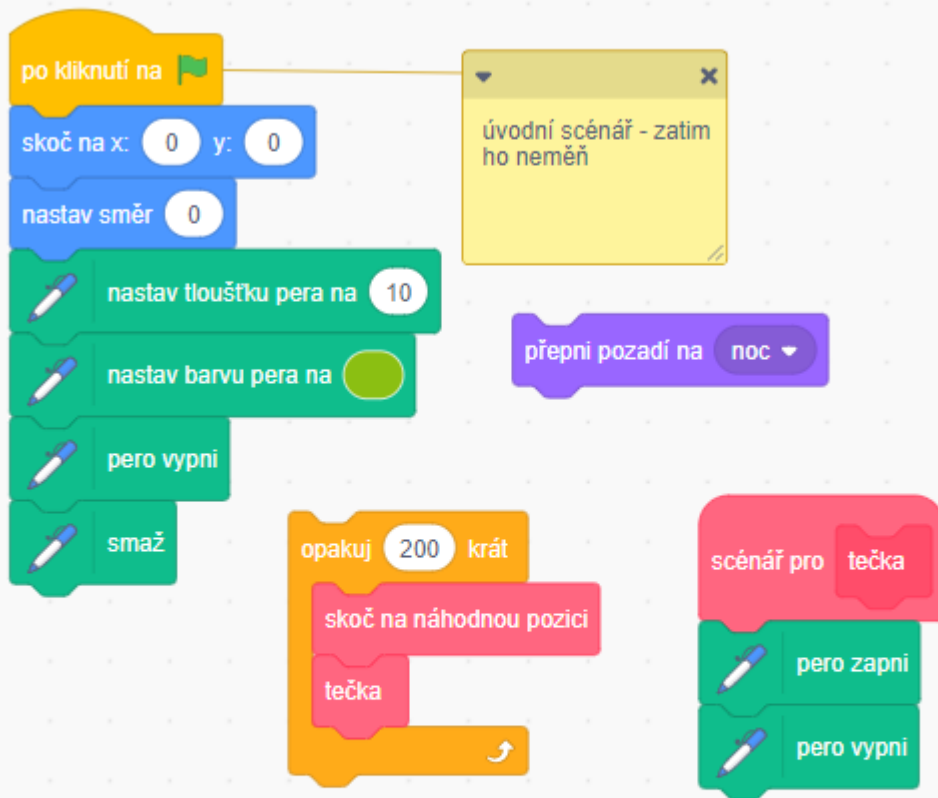 po kliknutí na
skoč na x: 0 y: 0
nastav směr 0
nastav tloušťku pera na 10
nastav barvu pera na
pero vypni
smaž
úvodní scénář - zatim
ho neměň
přepni pozadí na noc
opakuj 200 krát
skoč na náhodnou pozici
tečka
scénář pro tečka
pero zapni
pero vypni